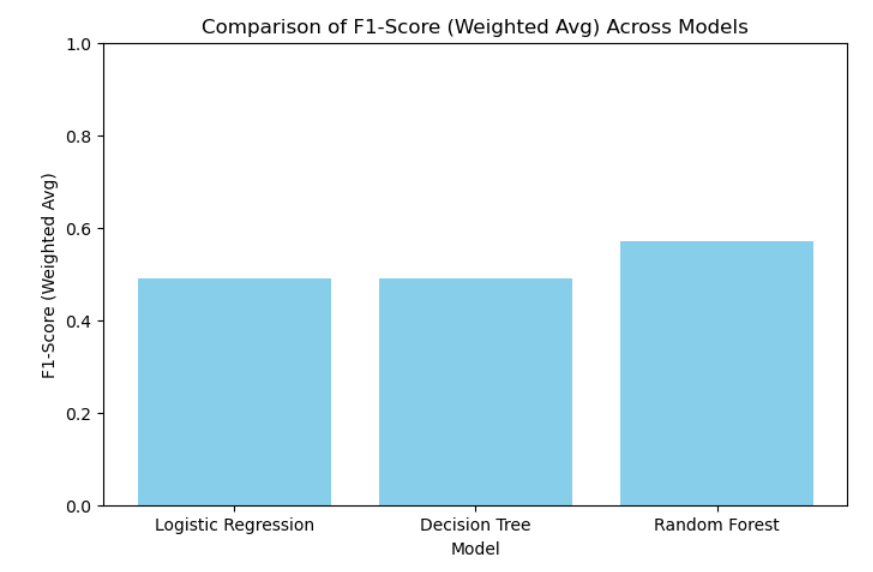 Comparison of F1-Score (Weighted Avg) Across Models
F1-Score (Weighted Avg)
1.0
0.8
0.6
0.4
0.2
0.0
Logistic Regression
Decision Tree
Random Forest
Model